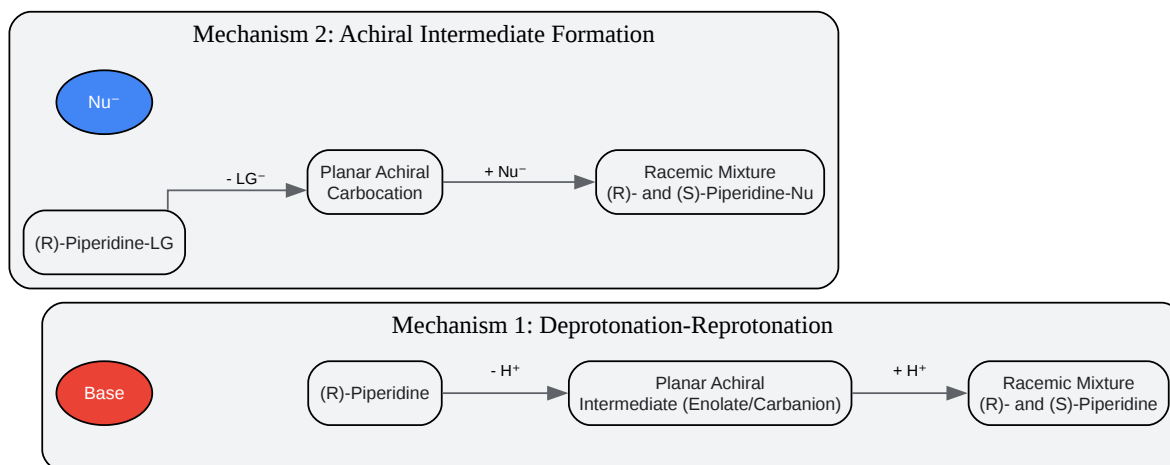 Mechanism 2: Achiral Intermediate Formation
Nu⁻
- LG⁻
Planar Achiral
Carbocation
+ Nu⁻
Racemic Mixture
(R)- and (S)-Piperidine-Nu
(R)-Piperidine-LG
Mechanism 1: Deprotonation-Reprotonation
Base
(R)-Piperidine
- H⁺
Planar Achiral
Intermediate (Enolate/Carbanion)
+ H⁺
Racemic Mixture
(R)- and (S)-Piperidine